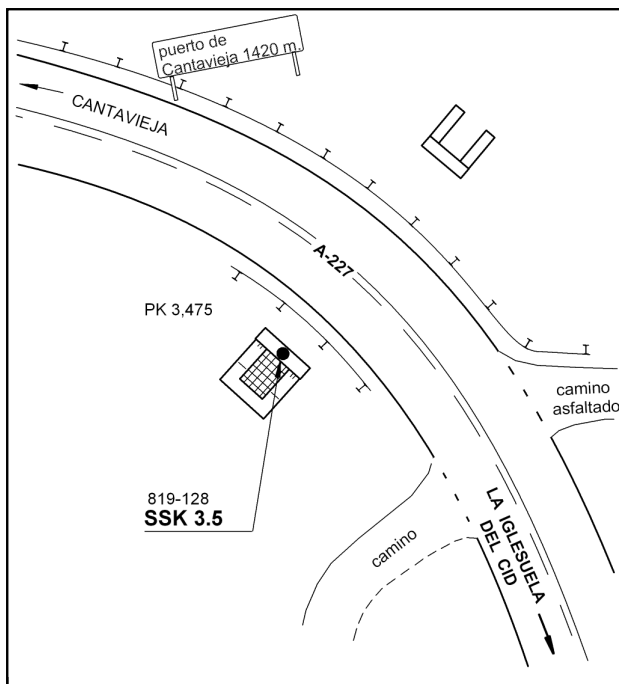 puerto de
Cantavieja 1420 m.
CANTAVIEJA
A-227
PK 3,475
camino
asfaltado
819-128
SSK 3.5
camino
LA IGLESUELA
DEL CID